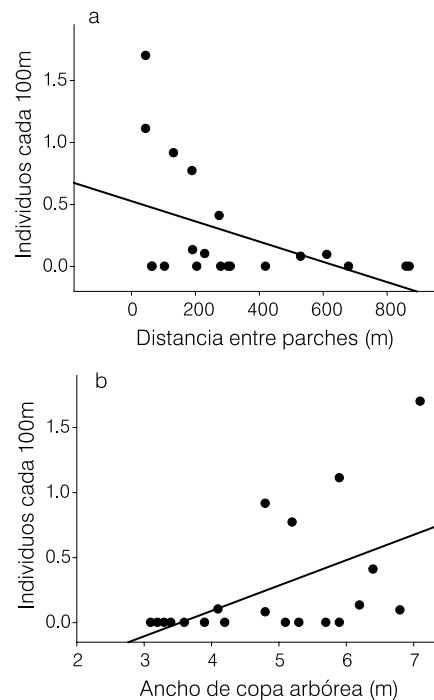 a
Individuos cada 100m
1.5
1.0
0.5
0.0
0 200 400 600 800
Distancia entre parches (m)
b
Individuos cada 100m
1.5
1.0
0.5
0.0
2 3 4 5 6 7
Ancho de copa arbórea (m)